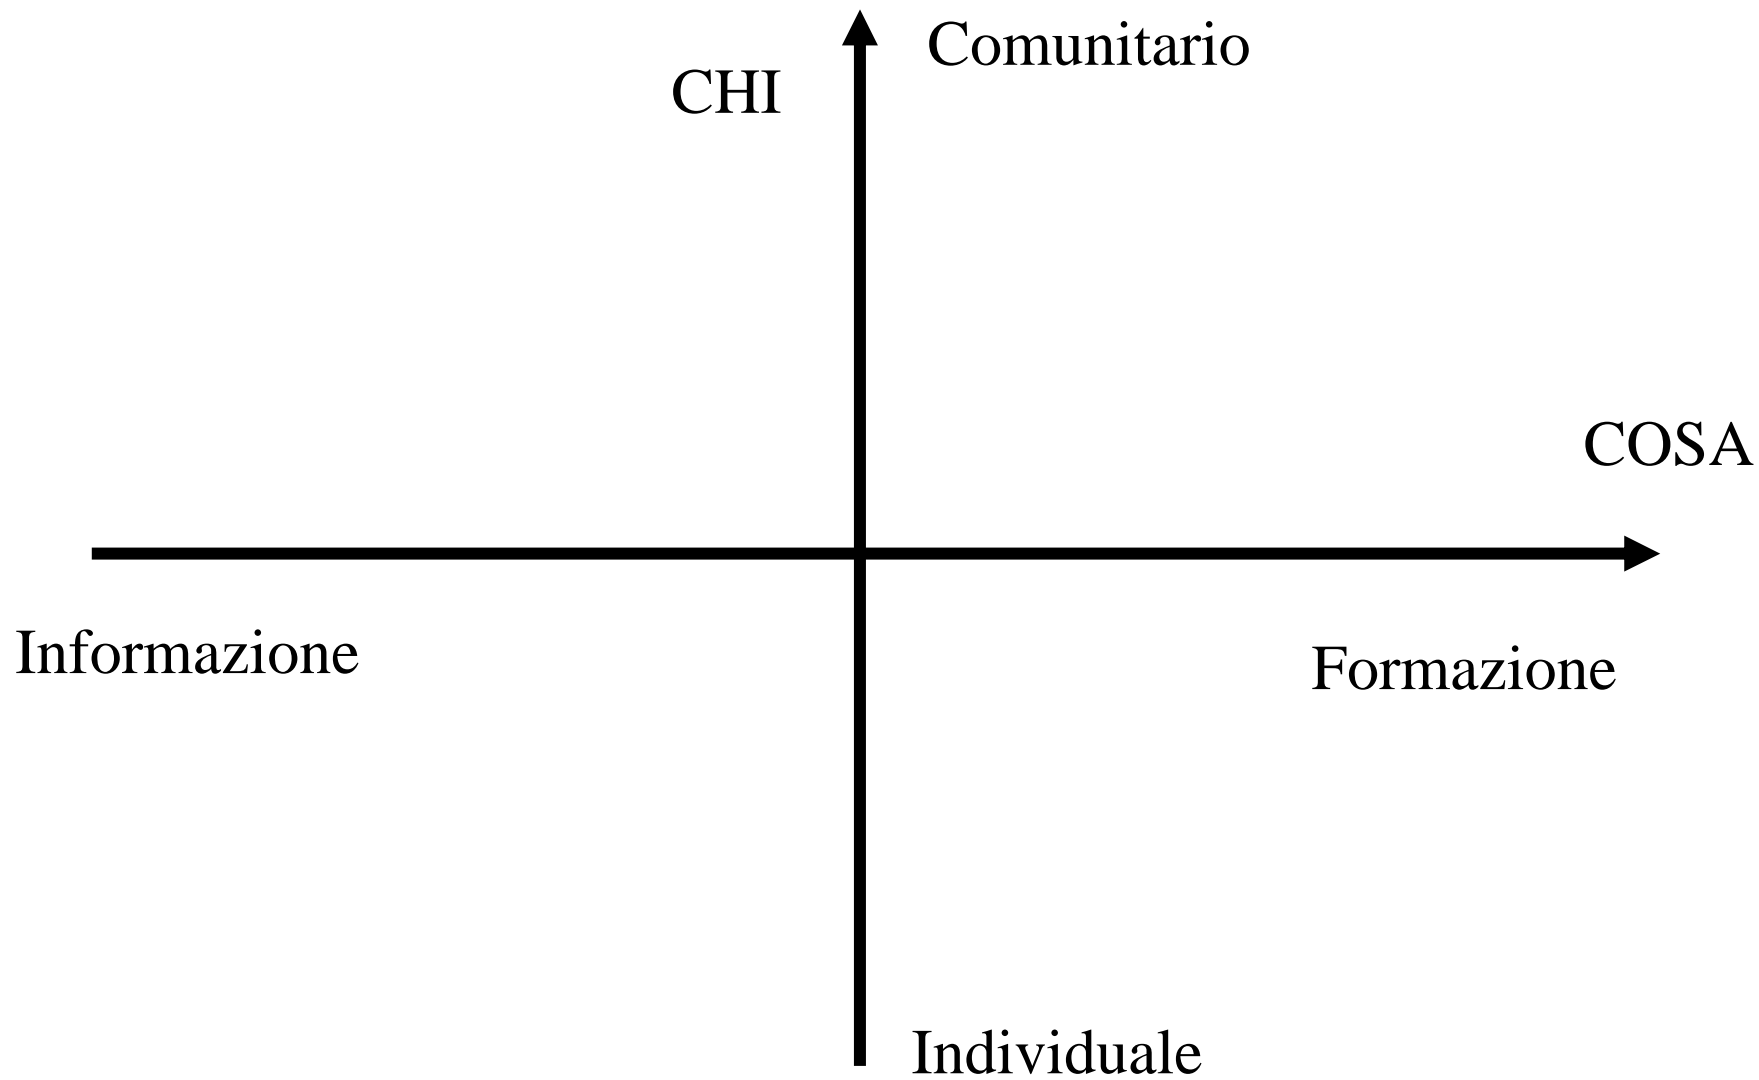 Comunitario
CHI
COSA
Informazione
Formazione
Individuale